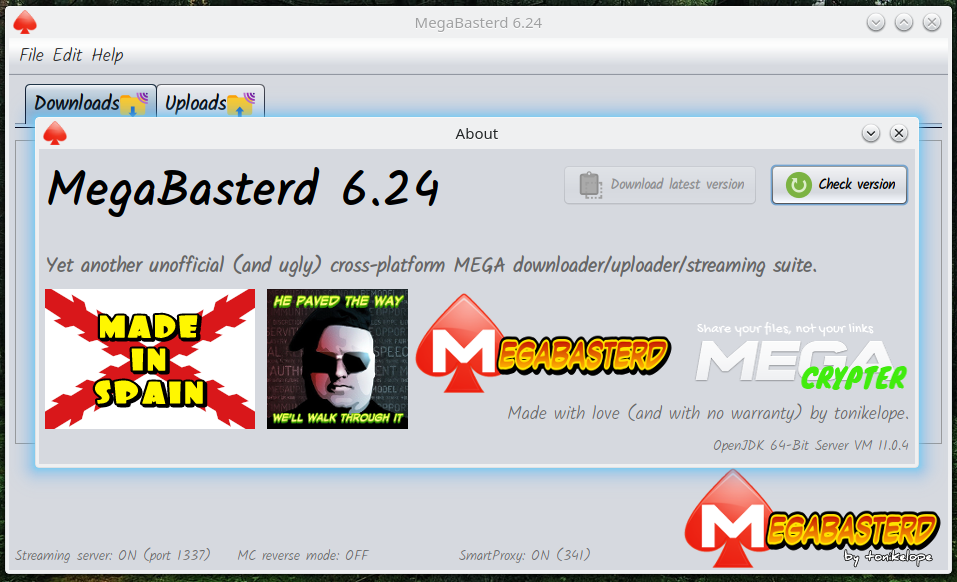 MegaBasterd 6.24
File Edit Help
Downloads Uploads
About
MegaBasterd 6.24
Download latest version
Check version
Yet another unofficial (and ugly) cross-platform MEGA downloader/uploader/streaming suite.
MADE
IN
SPAIN
HE PAVED THE WAY
WE'LL WALK THROUGH IT
M
MEGABASTERD
Share your files, not your links
MEGA
CRYPTER
Made with love (and with no warranty) by tonikelope.
OpenJDK 64-Bit Server VM 11.0.4
M
MEGABASTERD
by tonikelope
Streaming server: ON (port 1337) MC reverse mode: OFF SmartProxy: ON (341)